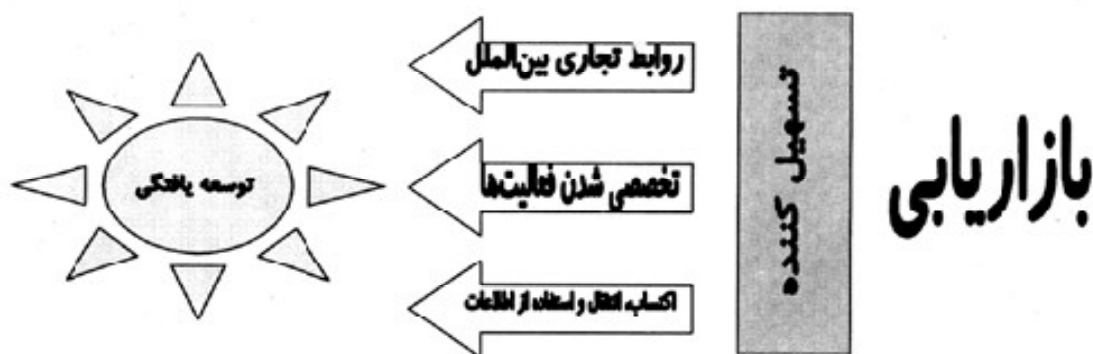 بازاریابی
تسهیل کننده
روابط تجاری بین‌الملل
تخصصی شدن فعالیت‌ها
اکتساب، انتقال و استفاده از اطلاعات
توسعه یافتگی